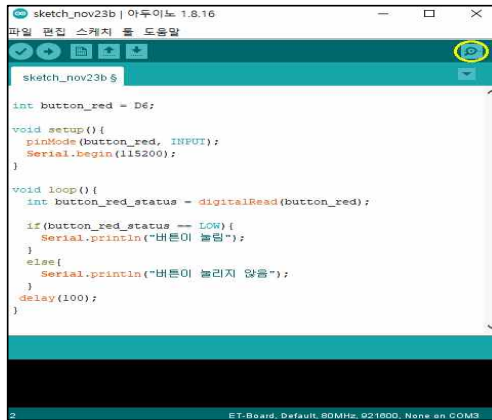 sketch_nov23b | 아두이노 1.8.16
파일 편집 스케치 툴 도움말
sketch_nov23b §
int button_red = D6;
void setup(){
pinMode(button_red, INPUT);
Serial.begin(115200);
}
void loop(){
int button_red_status = digitalRead(button_red);
if(button_red_status == LOW){
Serial.println("버튼이 눌림");
}
else{
Serial.println("버튼이 눌리지 않음");
}
delay(100);
}
2
ET-Board, Default, 80MHz, 921600, None on COM3